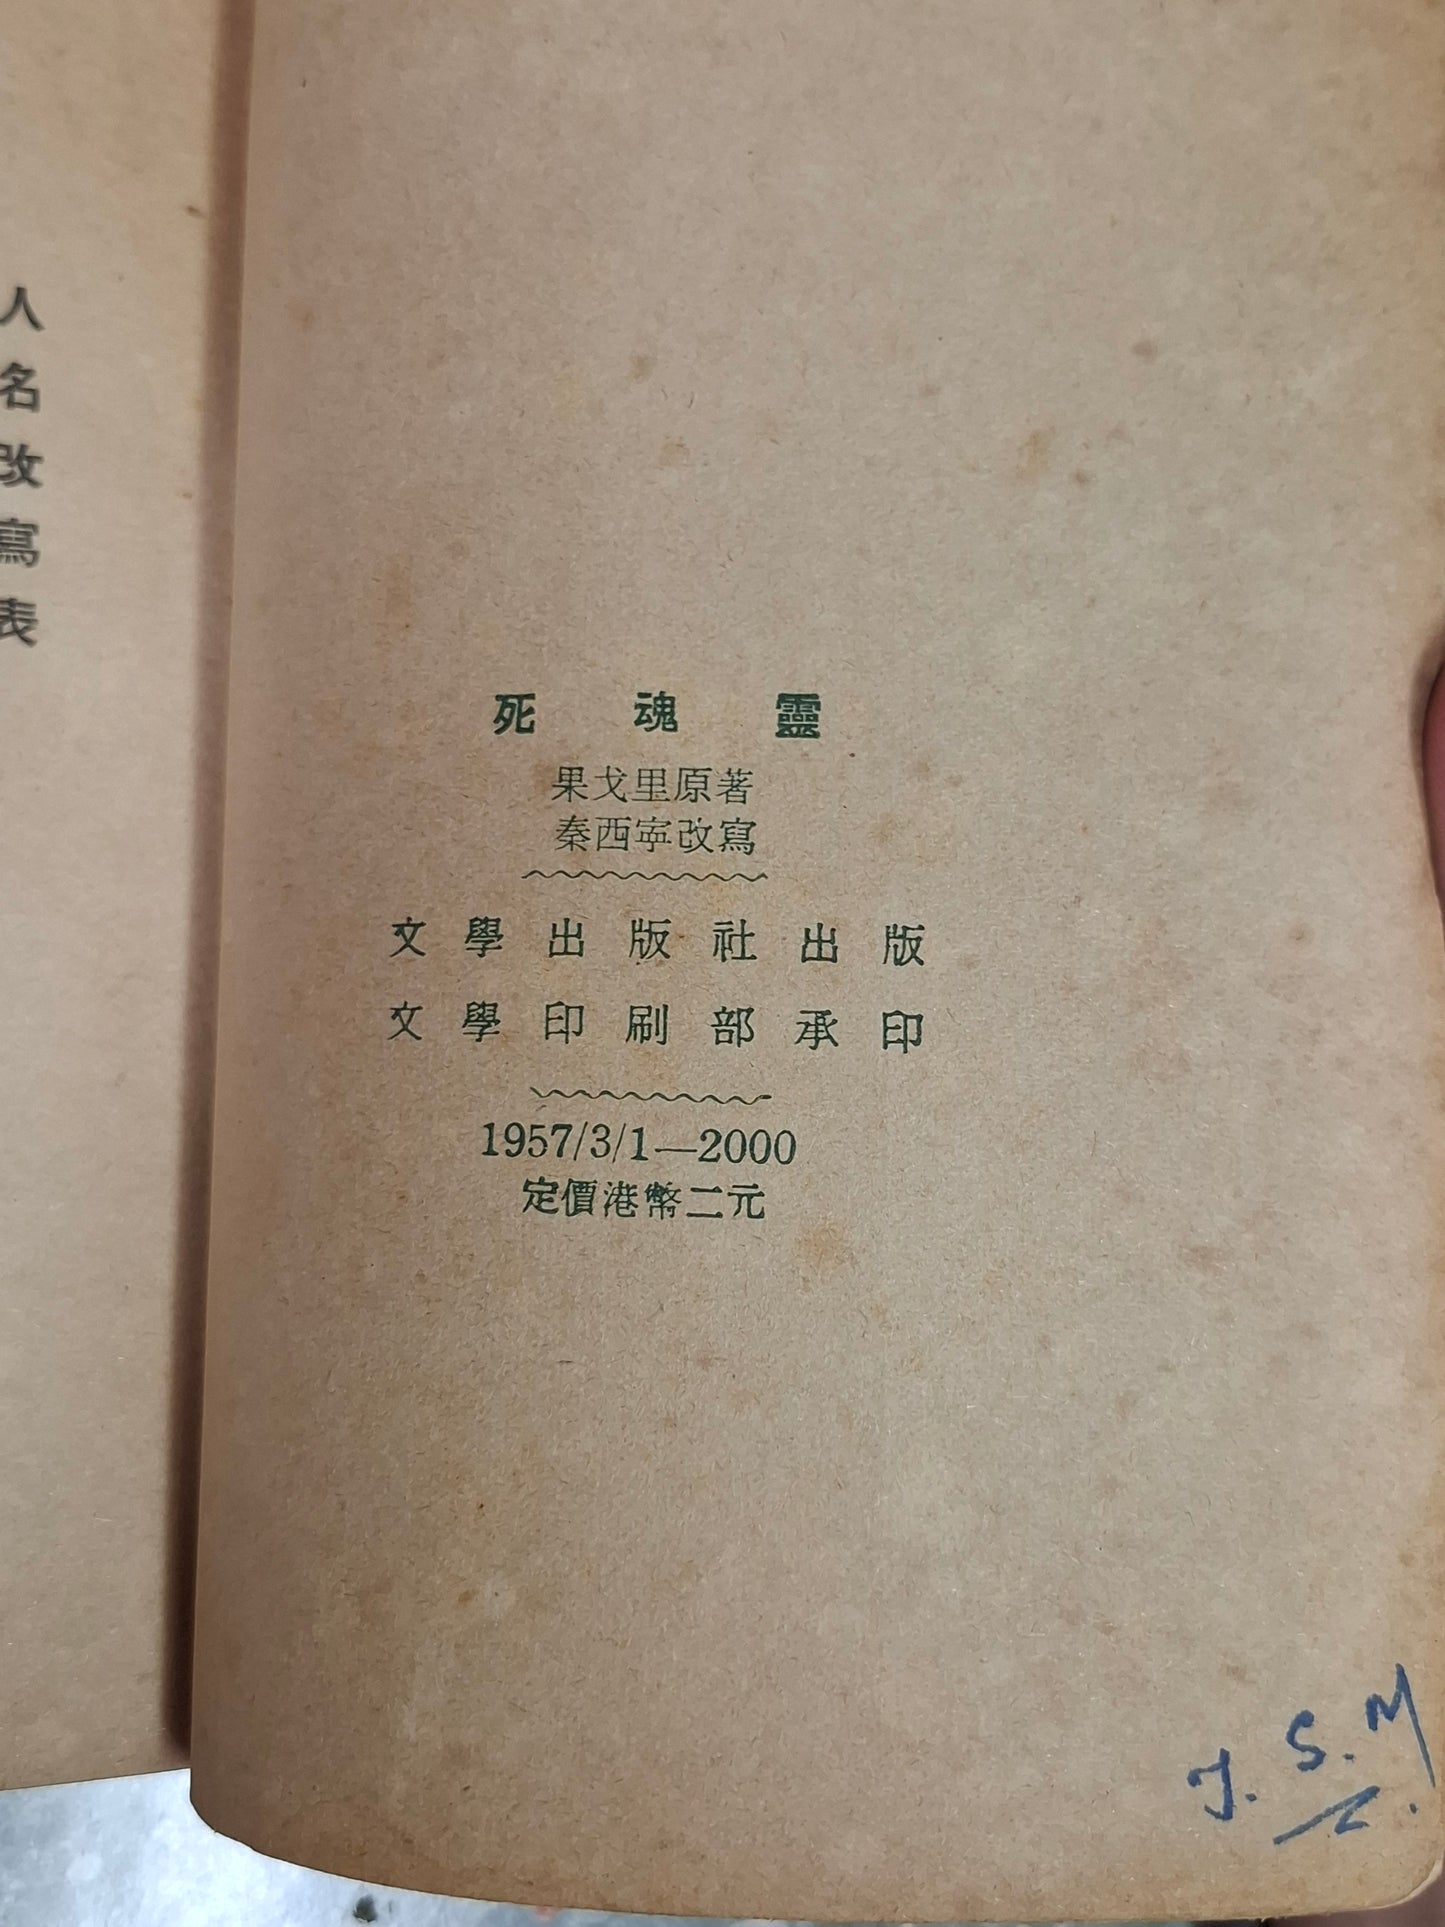 人名改寫表
死魂靈
果戈里原著
秦西寧改寫
文學出版社出版
文學印刷部承印
1957/3/1—2000
定價港幣二元
J. S. M.